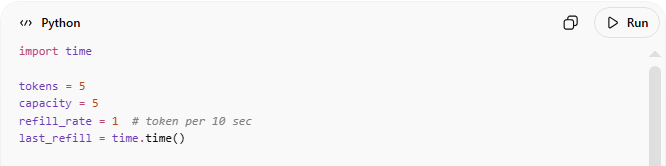 Python
Run
import time
tokens = 5
capacity = 5
refill_rate = 1  # token per 10 sec
last_refill = time.time()